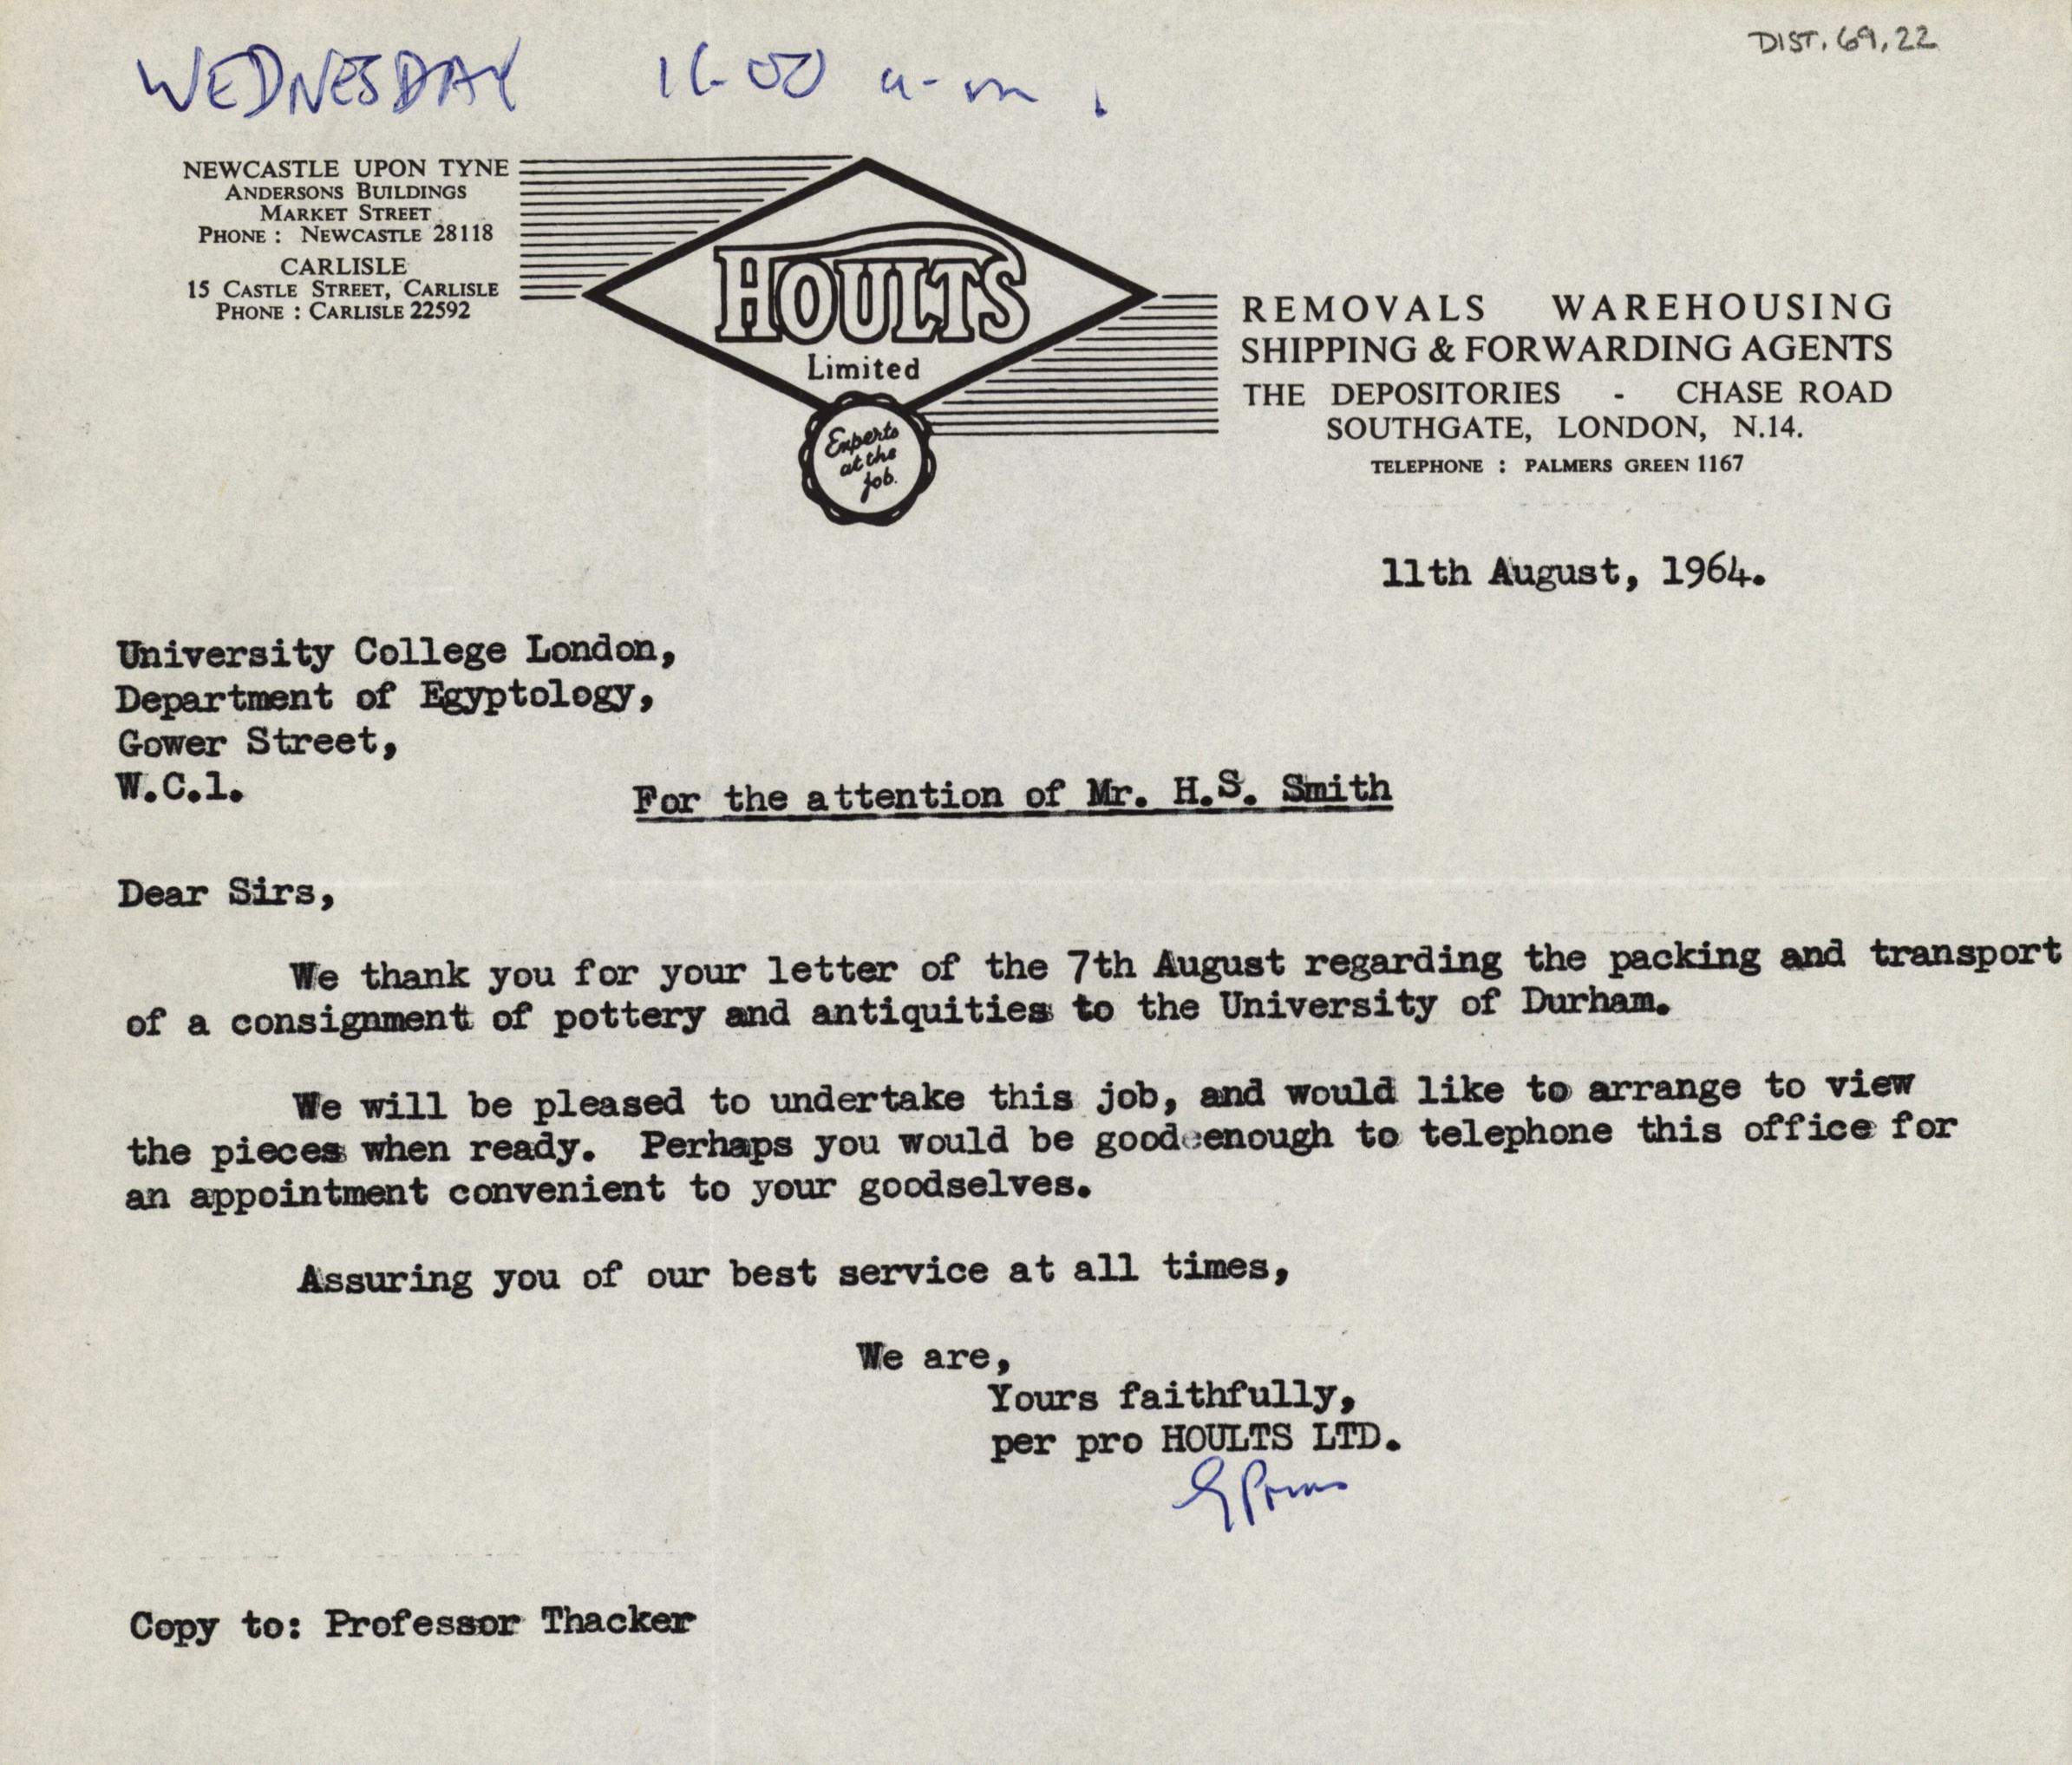 DIST. 69.22
WEDNESDAY 11-00 a-m.
NEWCASTLE UPON TYNE
ANDERSONS BUILDINGS
MARKET STREET
PHONE : NEWCASTLE 28118
CARLISLE
15 CASTLE STREET, CARLISLE
PHONE : CARLISLE 22592
HOULTS
Limited
Experts
at the
job.
REMOVALS WAREHOUSING
SHIPPING & FORWARDING AGENTS
THE DEPOSITORIES - CHASE ROAD
SOUTHGATE, LONDON, N.14.
TELEPHONE : PALMERS GREEN 1167
11th August, 1964.
University College London,
Department of Egyptology,
Gower Street,
W.C.1.
For the attention of Mr. H.S. Smith
Dear Sirs,
We thank you for your letter of the 7th August regarding the packing and transport
of a consignment of pottery and antiquities to the University of Durham.
We will be pleased to undertake this job, and would like to arrange to view
the pieces when ready. Perhaps you would be good enough to telephone this office for
an appointment convenient to your goodselves.
Assuring you of our best service at all times,
We are,
Yours faithfully,
per pro HOULTS LTD.
Copy to: Professor Thacker